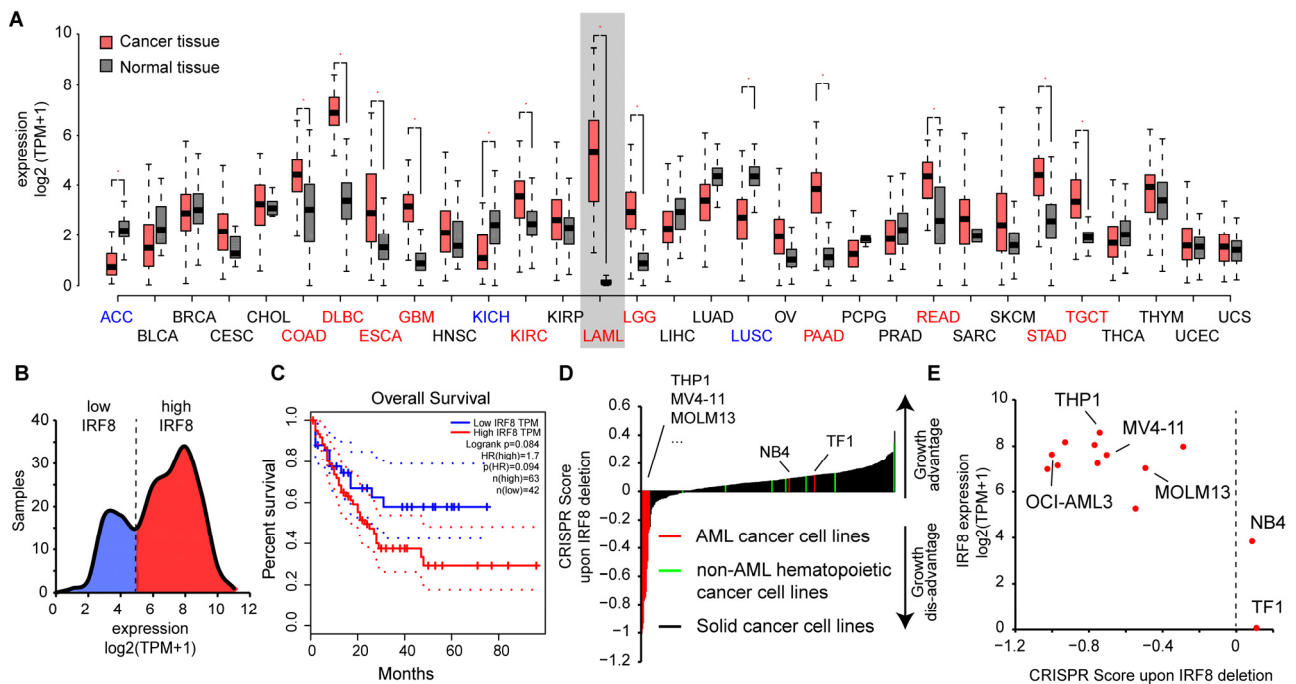 A
expression
log2 (TPM+1)
10
8
6
4
2
0
Cancer tissue
Normal tissue
ACC
BLCA
BRCA
CESC
CHOL
COAD
DLBC
ESCA
GBM
HNSC
KICH
KIRC
KIRP
LAML
LGG
LIHC
LUAD
LUSC
OV
PAAD
PCPG
PRAD
READ
SARC
SKCM
STAD
TGCT
THCA
THYM
UCEC
UCS
B
low
IRF8
high
IRF8
Samples
40
35
30
25
20
15
10
5
0
0 2 4 6 8 10 12
expression
log2(TPM+1)
C
Overall Survival
Low IRF8 TPM
High IRF8 TPM
Logrank p=0.084
HR(high)=1.7
p(HR)=0.094
n(high)=63
n(low)=42
Percent survival
1.0
0.8
0.6
0.4
0.2
0.0
0 20 40 60 80
Months
D
THP1
MV4-11
MOLM13
...
CRISPR Score
upon IRF8 deletion
0.6
0.4
0.2
0
−0.2
−0.4
−0.6
−0.8
−1
−1.2
NB4
TF1
Growth
advantage
Growth
dis-advantage
AML cancer cell lines
non-AML hematopoietic
cancer cell lines
Solid cancer cell lines
E
IRF8 expression
log2(TPM+1)
10
8
6
4
2
0
THP1
MV4-11
OCI-AML3
MOLM13
NB4
TF1
−1.2 −1 −0.8 −0.6 −0.4 −0.2 0 0.2
CRISPR Score upon IRF8 deletion